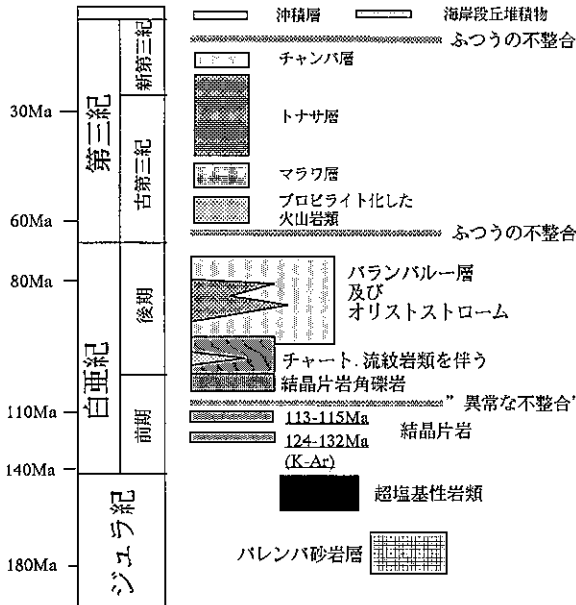 沖積層
海岸段丘堆積物
ふつうの不整合
新第三紀
チャンバ層
30Ma
第三紀
トナサ層
古第三紀
マラワ層
プロピライト化した
火山岩類
60Ma
ふつうの不整合
80Ma
後期
バランバルー層
及び
オリストストローム
白亜紀
チャート. 流紋岩類を伴う
結晶片岩角礫岩
"異常な不整合"
110Ma
前期
113-115Ma
結晶片岩
124-132Ma
(K-Ar)
140Ma
超塩基性岩類
ジュラ紀
パレンバ砂岩層
180Ma